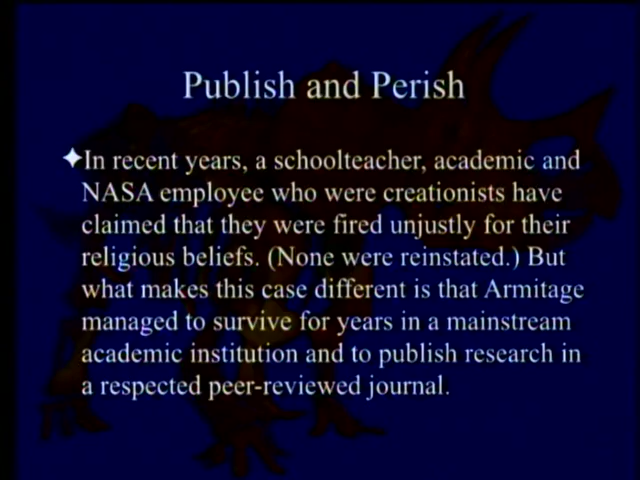 Publish and Perish
✦In recent years, a schoolteacher, academic and
NASA employee who were creationists have
claimed that they were fired unjustly for their
religious beliefs. (None were reinstated.) But
what makes this case different is that Armitage
managed to survive for years in a mainstream
academic institution and to publish research in
a respected peer-reviewed journal.